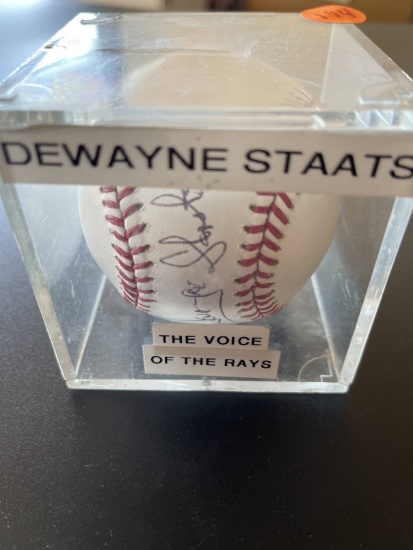 DEWAYNE STAATS
THE VOICE
OF THE RAYS